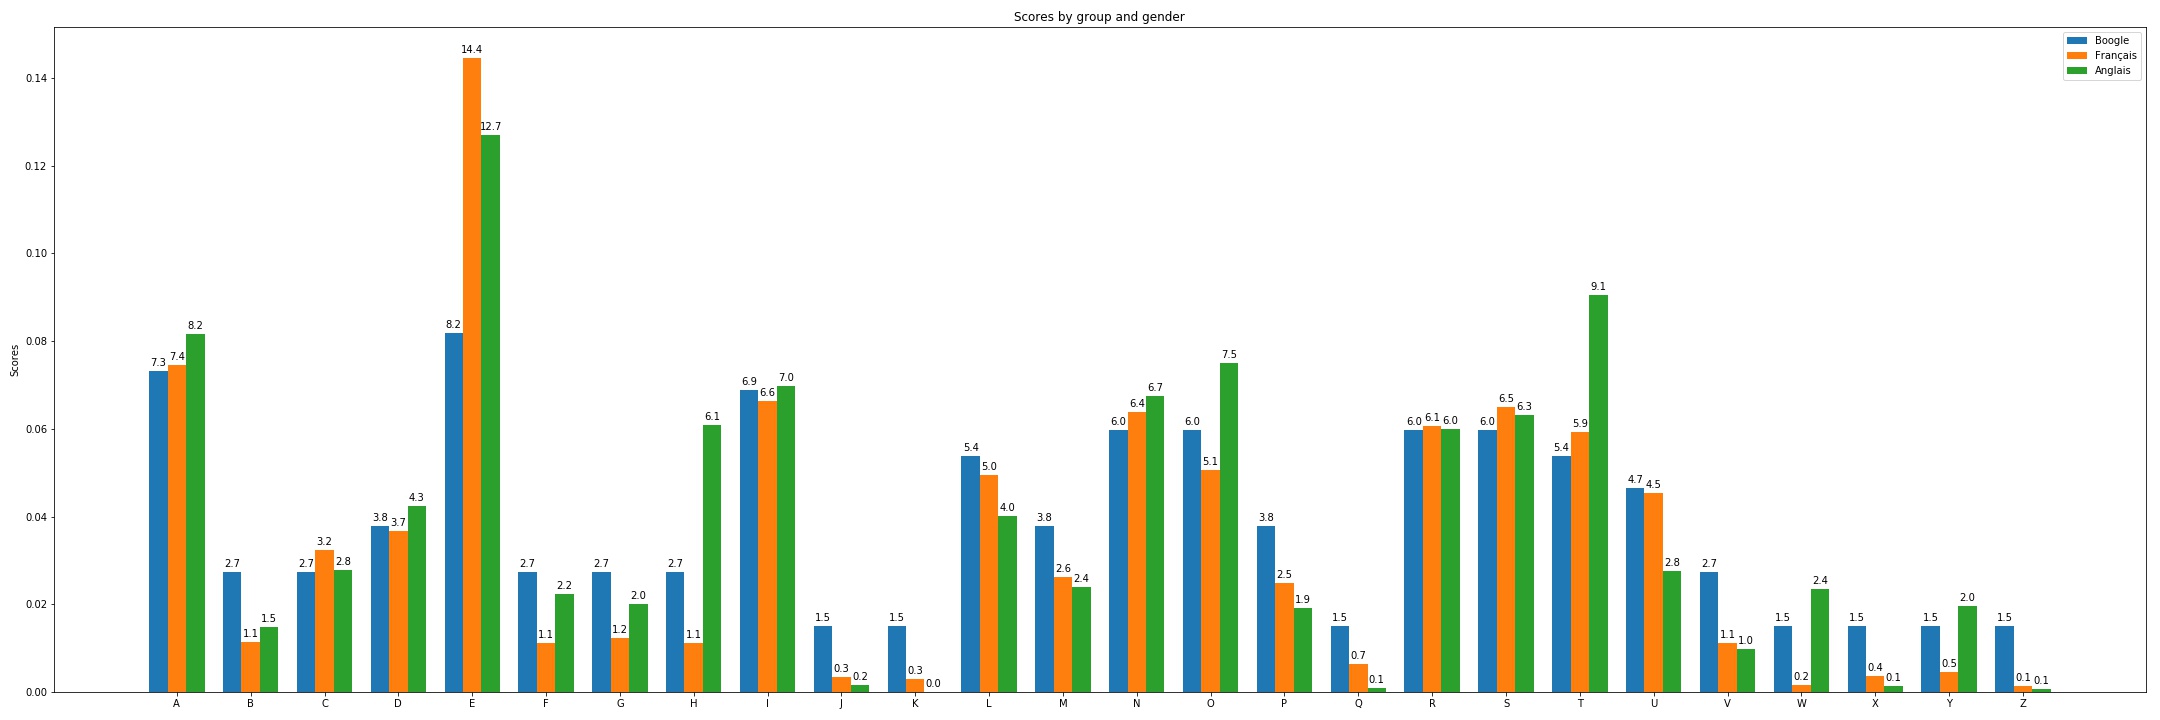 Scores by group and gender
Boogle
Français
Anglais
Scores
0.14
0.12
0.10
0.08
0.06
0.04
0.02
0.00
7.3 7.4 8.2
2.7 1.1 1.5
2.7 3.2 2.8
3.8 3.7 4.3
8.2 14.4 12.7
2.7 1.1 2.2
2.7 1.2 2.0
2.7 1.1 6.1
6.9 6.6 7.0
1.5 0.3 0.2
1.5 0.3 0.0
5.4 5.0 4.0
3.8 2.6 2.4
6.0 6.4 6.7
6.0 5.1 7.5
3.8 2.5 1.9
1.5 0.7 0.1
6.0 6.1 6.0
6.0 6.5 6.3
5.4 5.9 9.1
4.7 4.5 2.8
2.7 1.1 1.0
1.5 0.2 2.4
1.5 0.4 0.1
1.5 0.5 2.0
1.5 0.1 0.1
A B C D E F G H I J K L M N O P Q R S T U V W X Y Z